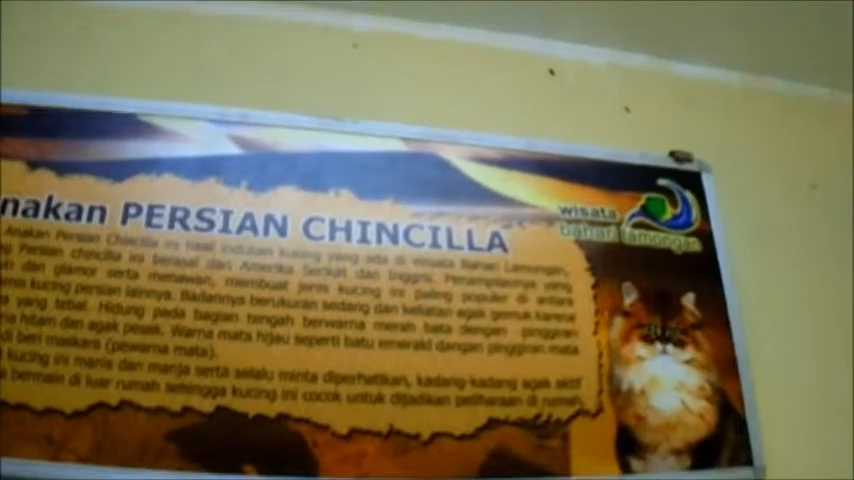 nakan PERSIAN CHINCILLA
wisata
bahari lamongan
Anakan Persian Chincilla ini hasil indukan kucing yang ada di Wisata Bahari Lamongan.
Persian chincilla ini berasal dari Amerika Serikat dan Inggris. Penampilannya yang
dan glamor serta menawan, membuat jenis kucing ini paling populer di antara
kucing persian lainnya. Badannya berukuran sedang dan keliatan agak gemuk karena
yang tebal. Hidung pada bagian tengah berwarna merah bata dengan pinggiran
hitam dan agak pesek. Warna mata hijau seperti batu emerald dengan pinggiran mata
di beri maskara (pewarna mata).
kucing ini manis dan manja serta selalu minta diperhatikan, kadang-kadang agak aktif
bermain di luar rumah sehingga kucing ini cocok untuk dijadikan peliharaan di rumah.